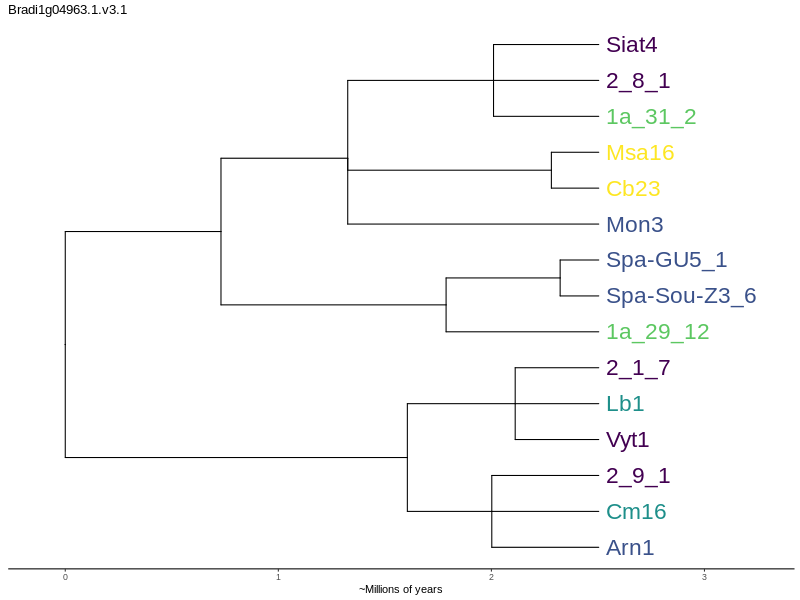 Bradi1g04963.1.v3.1
Siat4
2_8_1
1a_31_2
Msa16
Cb23
Mon3
Spa-GU5_1
Spa-Sou-Z3_6
1a_29_12
2_1_7
Lb1
Vyt1
2_9_1
Cm16
Arn1
0 1 2 3
~Millions of years